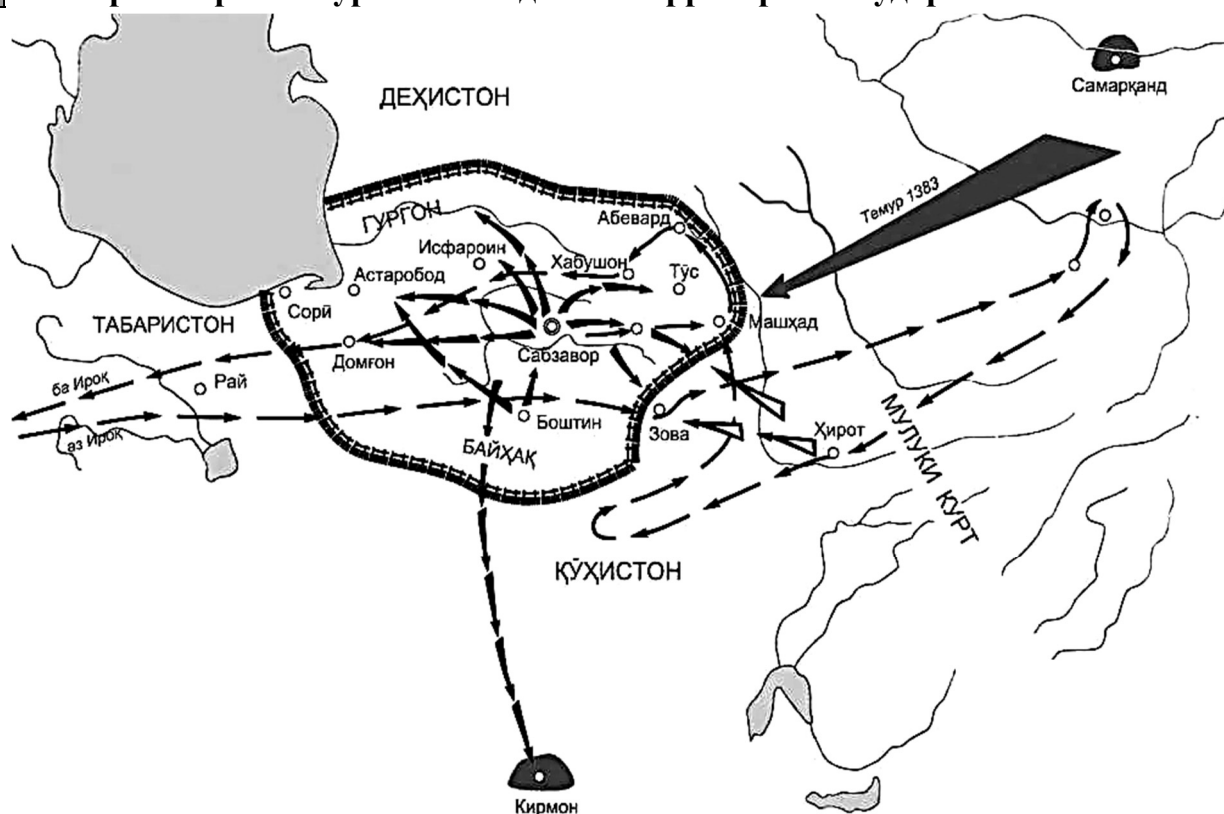 Самарқанд
ДЕҲИСТОН
Темур 1383
ГУРГОН
Абевард
Исфароин
Хабушон
Тӯс
Астаробод
Сорӣ
ТАБАРИСТОН
Машҳад
Сабзавор
Домғон
ба Ироқ
Рай
аз Ироқ
Боштин
Зова
Ҳирот
МУЛУКИ КУРТ
БАЙҲАҚ
ҚӮҲИСТОН
Кирмон